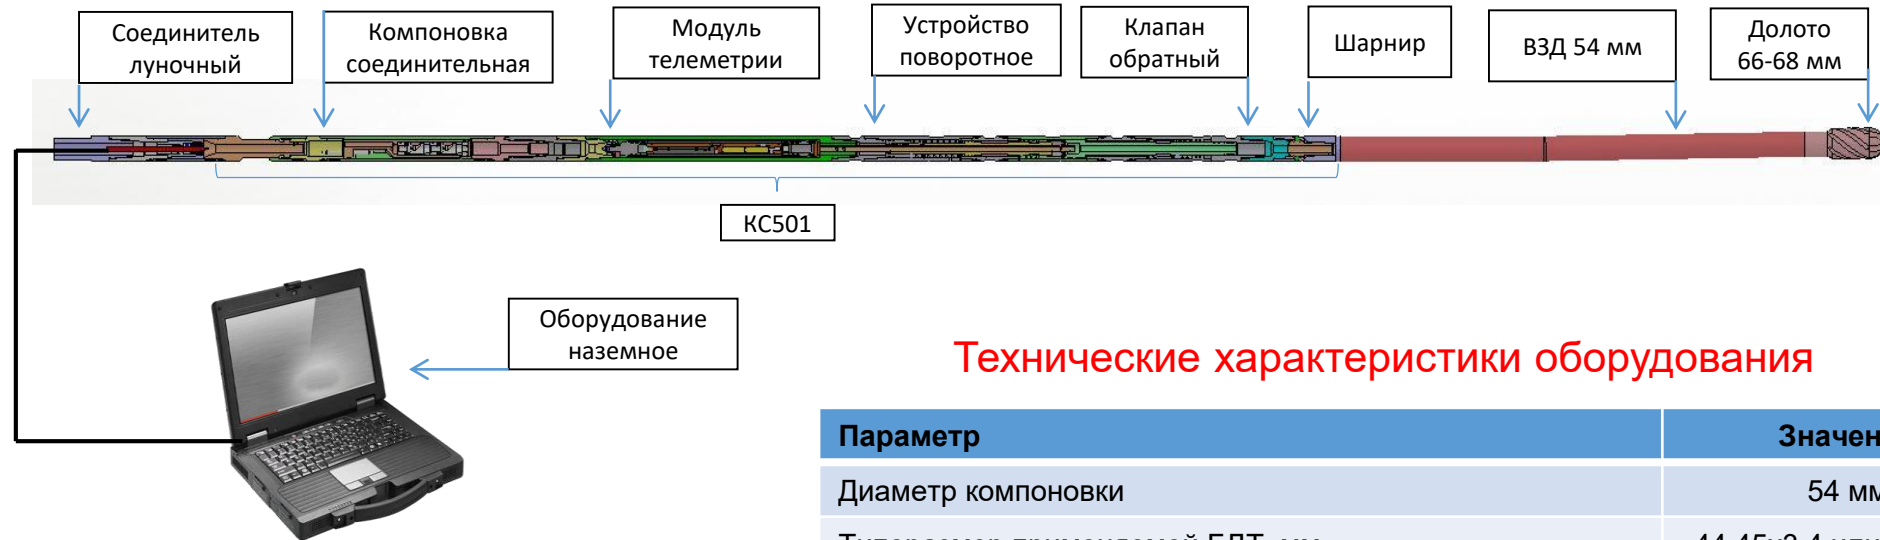 Соединитель
луночный
Компоновка
соединительная
Модуль
телеметрии
Устройство
поворотное
Клапан
обратный
Шарнир
ВЗД 54 мм
Долото
66-68 мм
КС501
Оборудование
наземное
Технические характеристики оборудования
Параметр Значен
Диаметр компоновки 54 мм